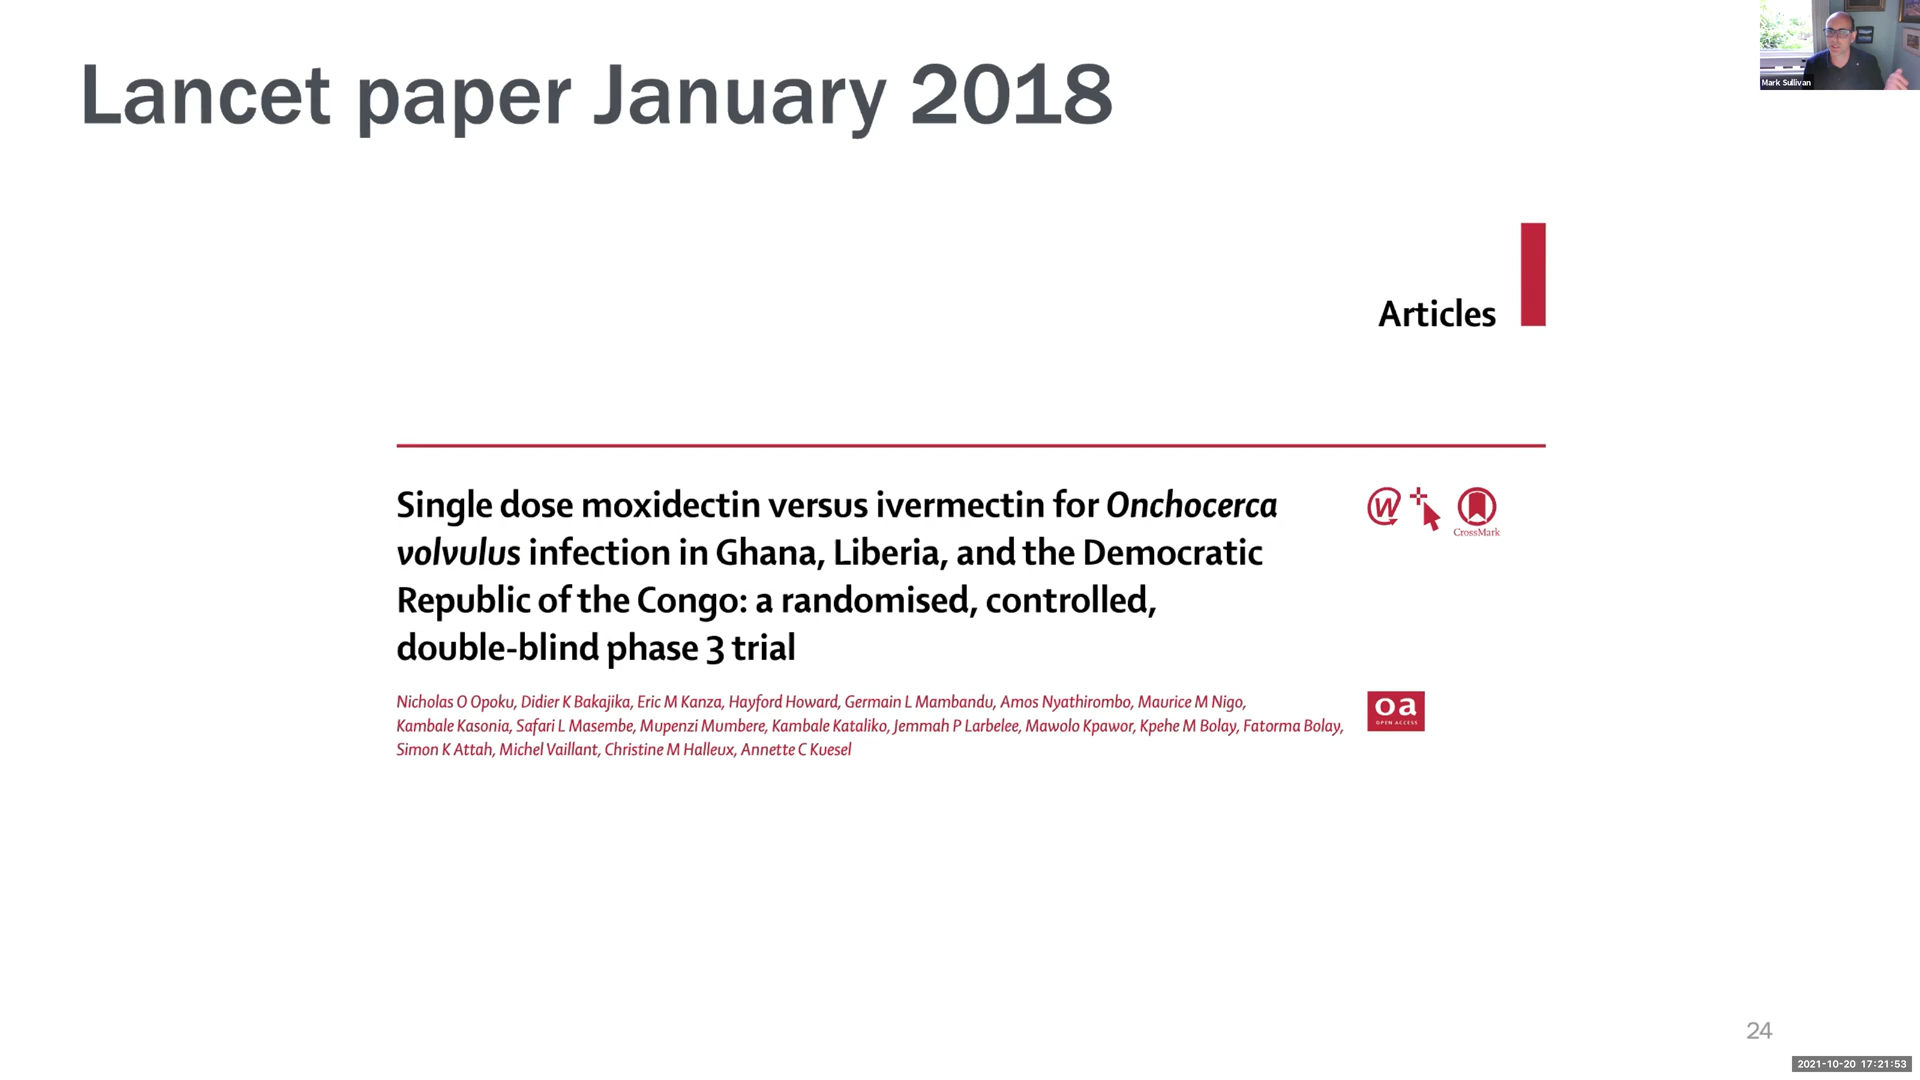 Lancet paper January 2018
Mark Sullivan
Articles
Single dose moxidectin versus ivermectin for Onchocerca
volvulus infection in Ghana, Liberia, and the Democratic
Republic of the Congo: a randomised, controlled,
double-blind phase 3 trial
W
CrossMark
Nicholas O Opoku, Didier K Bakajika, Eric M Kanza, Hayford Howard, Germain L Mambandu, Amos Nyathirombo, Maurice M Nigo,
Kambale Kasonia, Safari L Masembe, Mupenzi Mumbere, Kambale Kataliko, Jemmah P Larbelee, Mawolo Kpawor, Kpehe M Bolay, Fatorma Bolay,
Simon K Attah, Michel Vaillant, Christine M Halleux, Annette C Kuesel
oa
OPEN ACCESS
24
2021-10-20 17:21:53